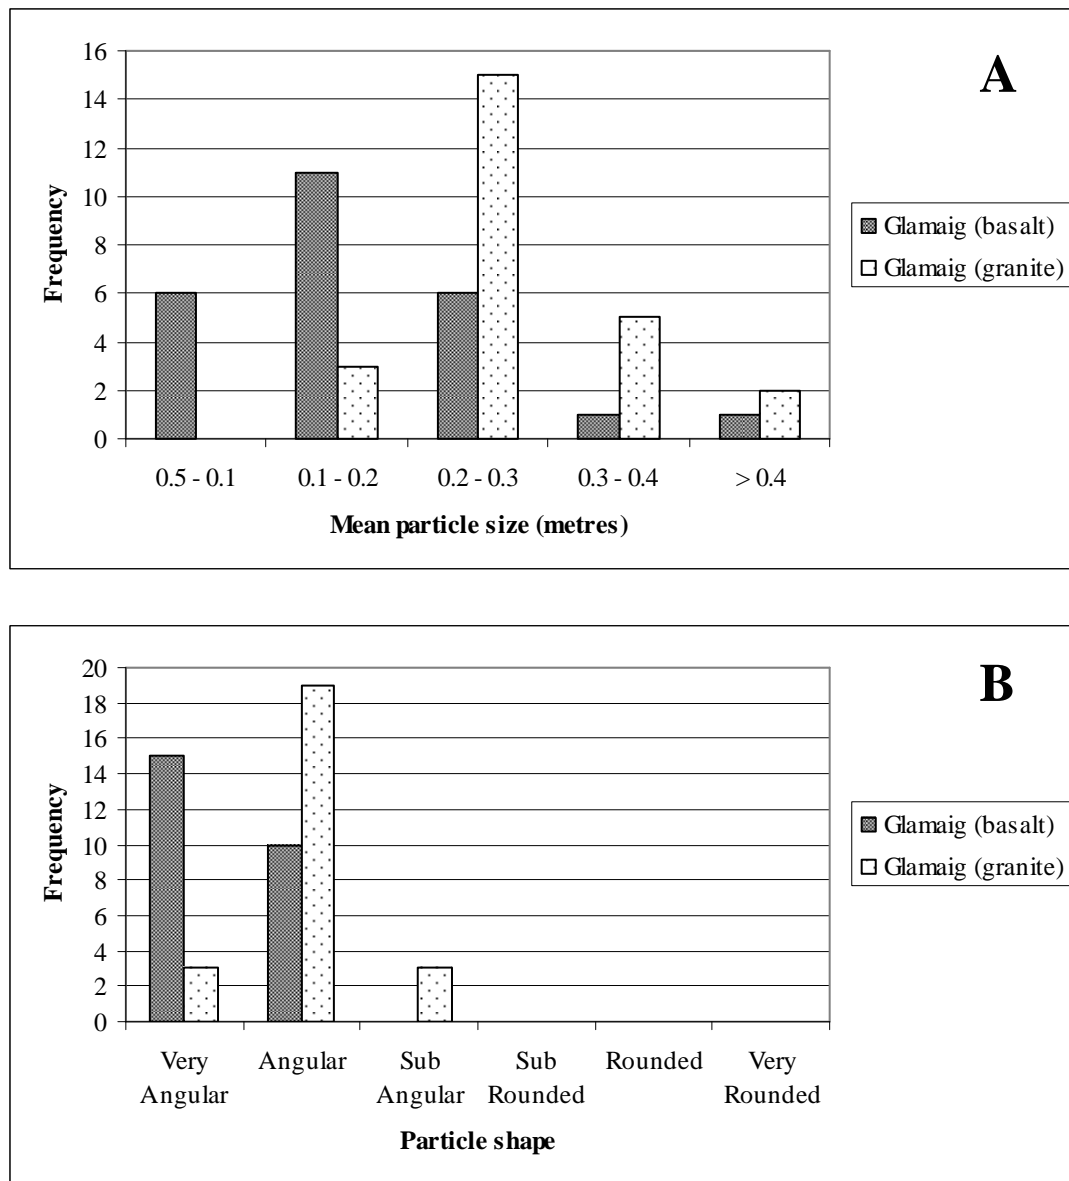 A
16
14
12
10
8
6
4
2
0
Frequency
0.5 - 0.1 0.1 - 0.2 0.2 - 0.3 0.3 - 0.4 > 0.4
Mean particle size (metres)
Glamaig (basalt)
Glamaig (granite)
B
20
18
16
14
12
10
8
6
4
2
0
Frequency
Very Angular Sub Sub Rounded Very
Angular Angular Rounded Rounded
Particle shape
Glamaig (basalt)
Glamaig (granite)